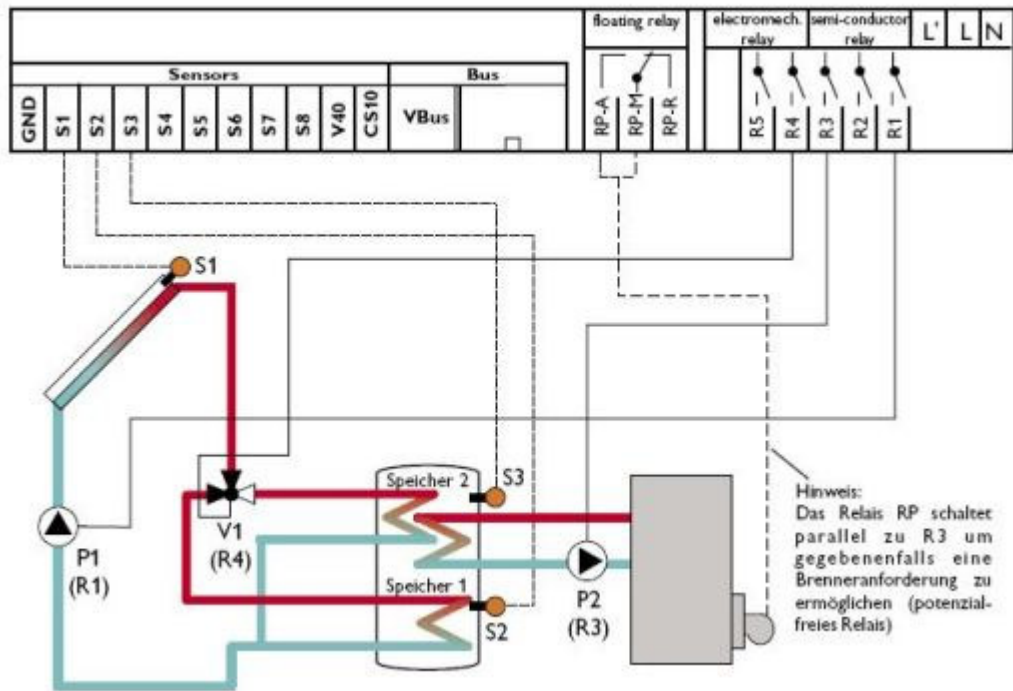 floating relay
electromech. relay
semi-conductor relay
L' L N
Sensors
Bus
GND S1 S2 S3 S4 S5 S6 S7 S8 V40 CS10
VBus
RP-A RP-M RP-R
R5 R4 R3 R2 R1
S1
Speicher 2
S3
V1
(R4)
P1
(R1)
Speicher 1
S2
P2
(R3)
Hinweis:
Das Relais RP schaltet
parallel zu R3 um
gegebenenfalls eine
Brenneranforderung zu
ermöglichen (potenzial-
freies Relais)